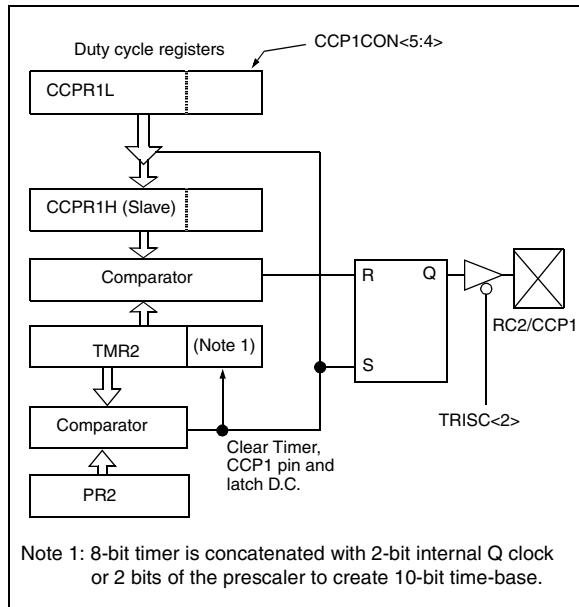 Duty cycle registers
CCP1CON<5:4>
CCPR1L
CCPR1H (Slave)
Comparator
R
Q
RC2/CCP1
TMR2
(Note 1)
S
TRISC<2>
Comparator
Clear Timer,
CCP1 pin and
latch D.C.
PR2
Note 1: 8-bit timer is concatenated with 2-bit internal Q clock
or 2 bits of the prescaler to create 10-bit time-base.